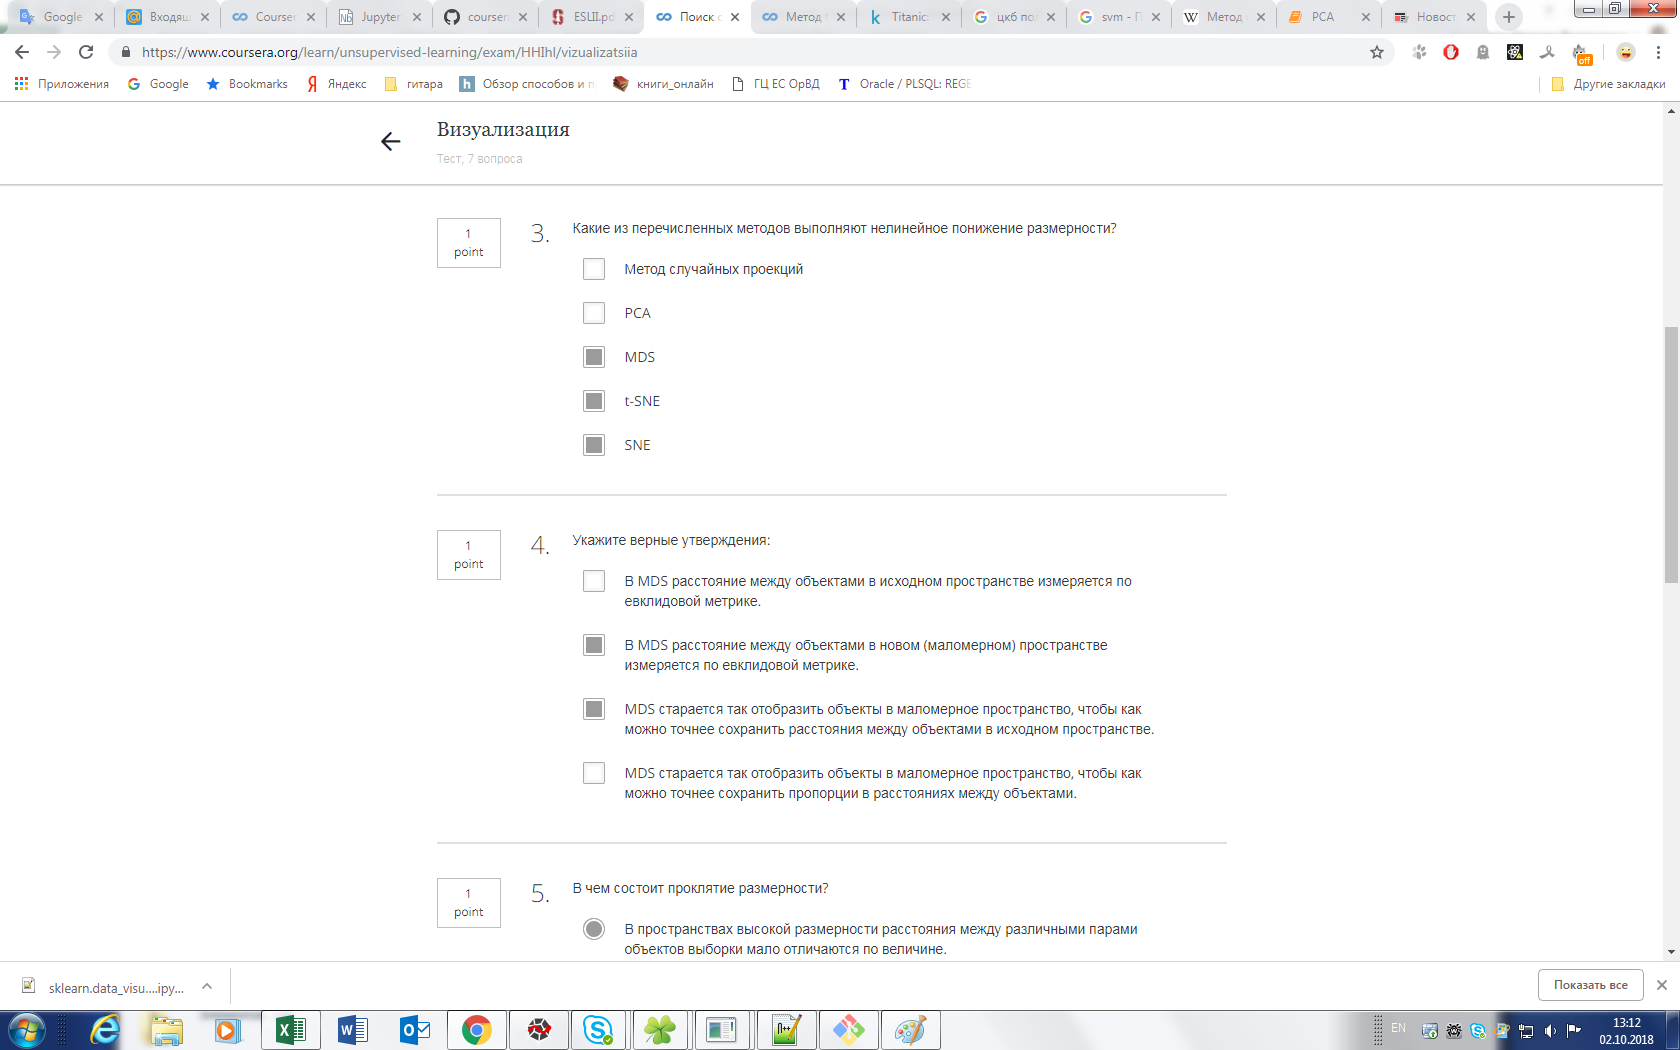 Google
Входящ
Courser
Jupyter
course
ESLII.pd
Поиск с
Метод
Titanic:
цкб пол
svm - П
Метод
PCA
Новост
https://www.coursera.org/learn/unsupervised-learning/exam/HHIhl/vizualizatsiia
off
Приложения
Google
Bookmarks
Яндекс
гитара
Обзор способов и п
книги_онлайн
ГЦ ЕС ОрВД
Oracle / PLSQL: REGE
Другие закладки
Визуализация
Тест, 7 вопроса
1
point
3.
Какие из перечисленных методов выполняют нелинейное понижение размерности?
Метод случайных проекций
PCA
MDS
t-SNE
SNE
1
point
4.
Укажите верные утверждения:
В MDS расстояние между объектами в исходном пространстве измеряется по
евклидовой метрике.
В MDS расстояние между объектами в новом (маломерном) пространстве
измеряется по евклидовой метрике.
MDS старается так отобразить объекты в маломерное пространство, чтобы как
можно точнее сохранить расстояния между объектами в исходном пространстве.
MDS старается так отобразить объекты в маломерное пространство, чтобы как
можно точнее сохранить пропорции в расстояниях между объектами.
1
point
5.
В чем состоит проклятие размерности?
В пространствах высокой размерности расстояния между различными парами
объектов выборки мало отличаются по величине.
sklearn.data_visu....ipy...
Показать все
EN
13:12
02.10.2018